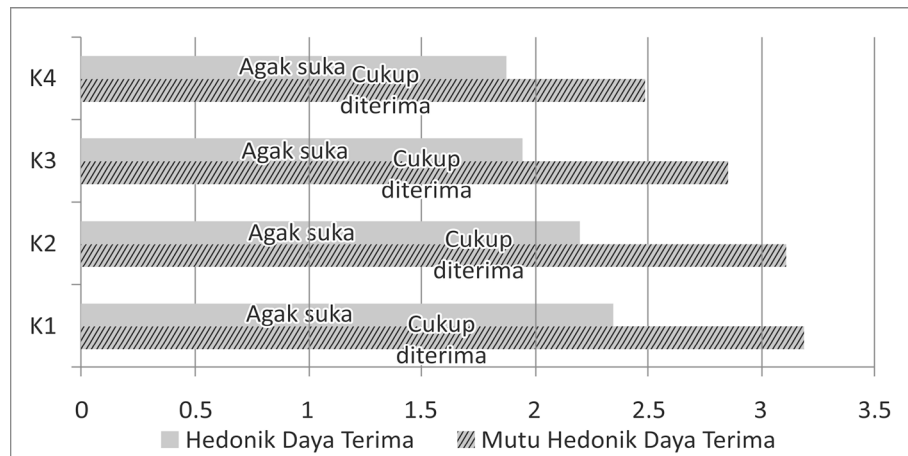 K4
Agak suka
Cukup
diterima
K3
Agak suka
Cukup
diterima
K2
Agak suka
Cukup
diterima
K1
Agak suka
Cukup
diterima
0 0.5 1 1.5 2 2.5 3 3.5
Hedonik Daya Terima Mutu Hedonik Daya Terima